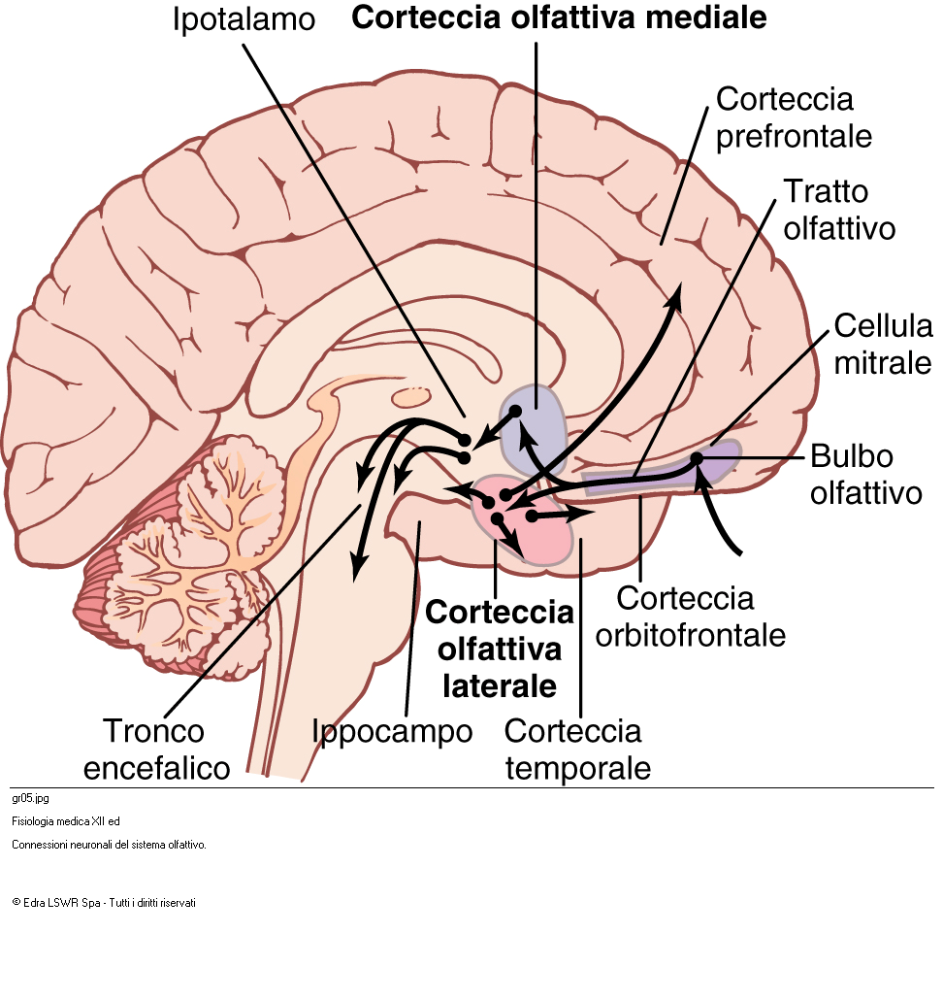 Ipotalamo
Corteccia olfattiva mediale
Corteccia
prefrontale
Tratto
olfattivo
Cellula
mitrale
Bulbo
olfattivo
Corteccia
orbitofrontale
Corteccia
olfattiva
laterale
Tronco
encefalico
Ippocampo
Corteccia
temporale
gr05.jpg
Fisiologia medica XII ed
Connessioni neuronali del sistema olfattivo.
© Edra LSWR Spa - Tutti i diritti riservati